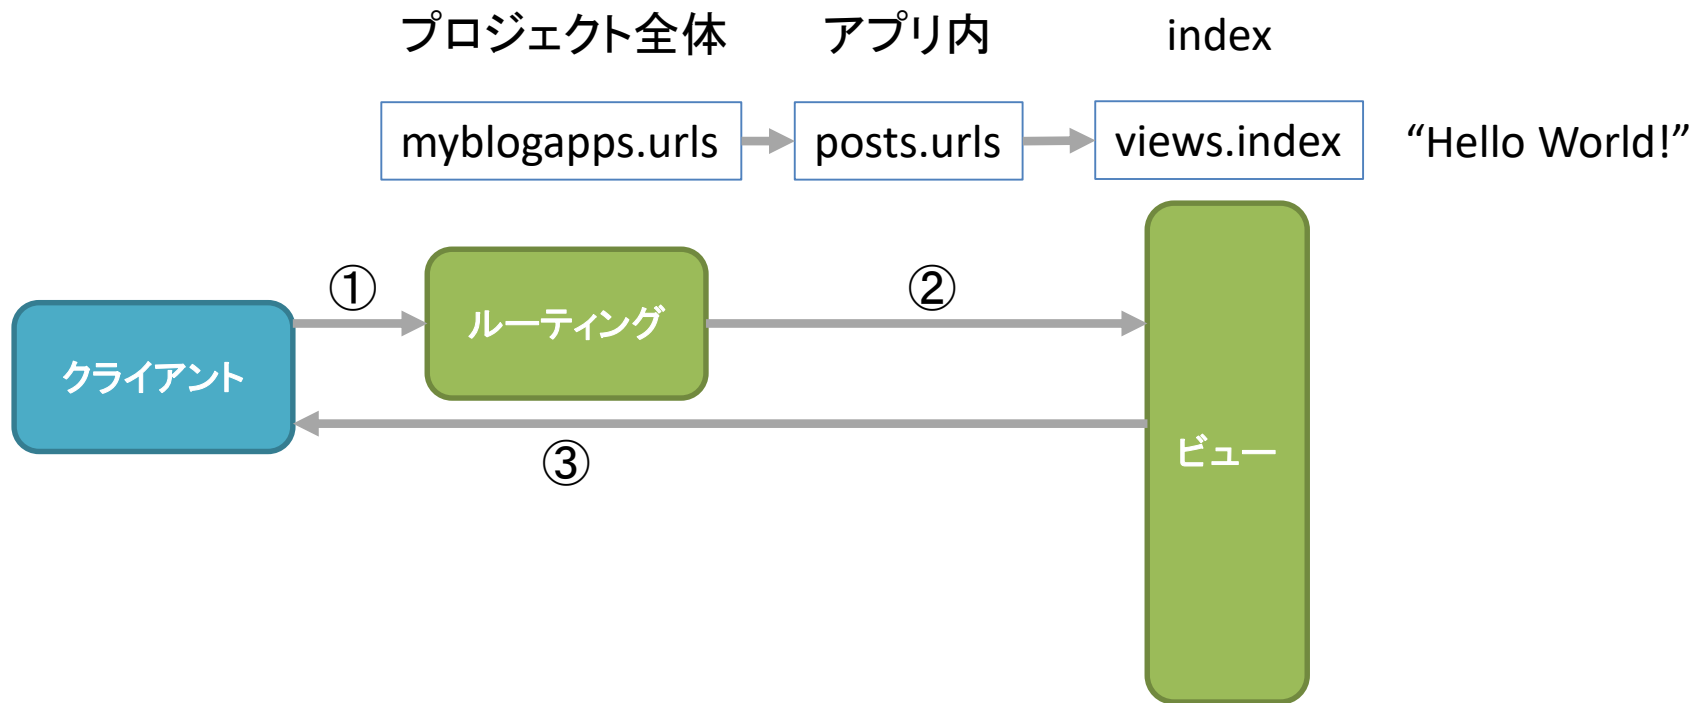 プロジェクト全体 アプリ内 index
myblogapps.urls posts.urls views.index “Hello World!”
① ②
ルーティング
クライアント
③
ビュー